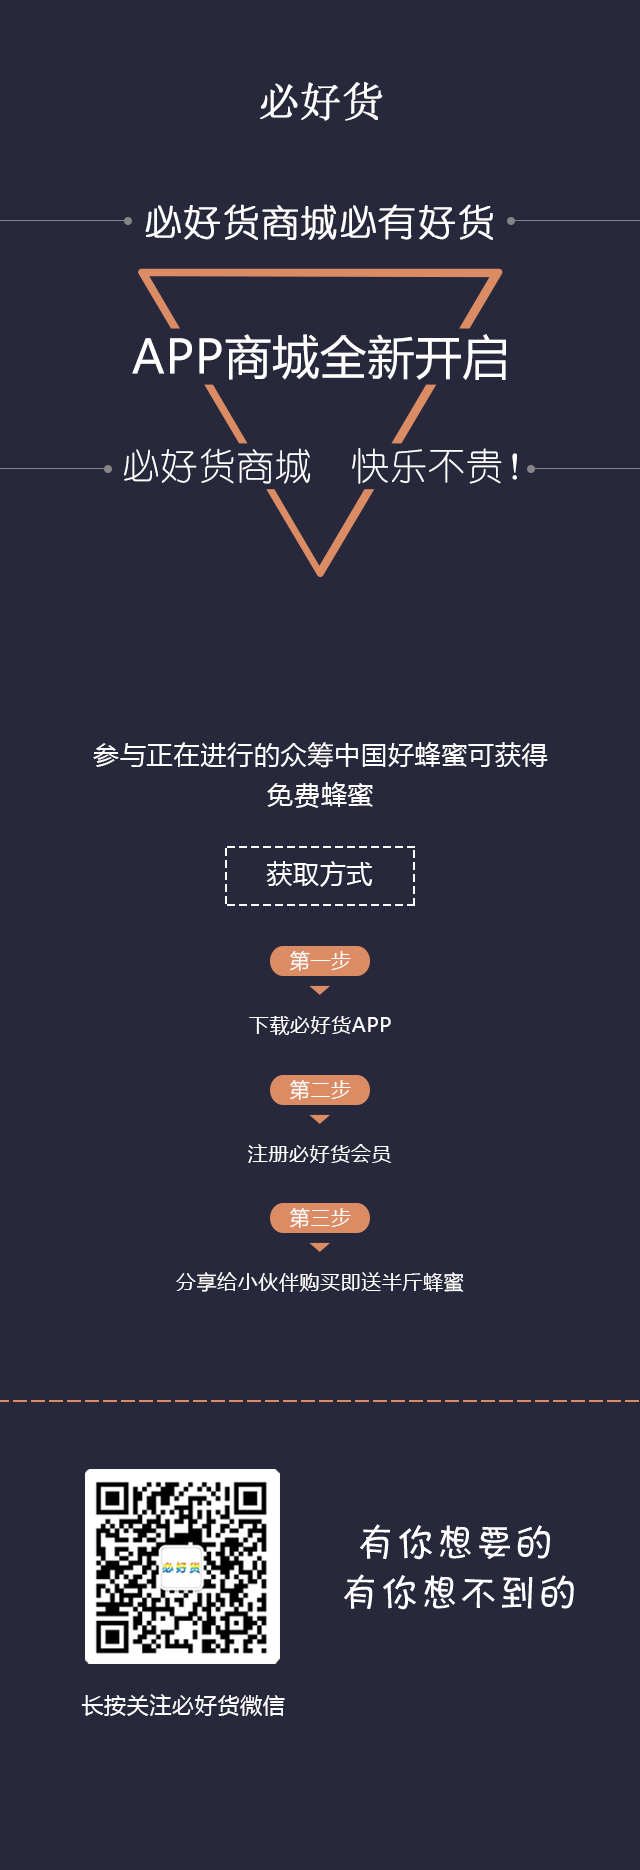 必好货
必好货商城必有好货
APP商城全新开启
必好货商城 快乐不贵!
参与正在进行的众筹中国好蜂蜜可获得
免费蜂蜜
获取方式
第一步
下载必好货APP
第二步
注册必好货会员
第三步
分享给小伙伴购买即送半斤蜂蜜
必好货
有你想要的
有你想不到的
长按关注必好货微信